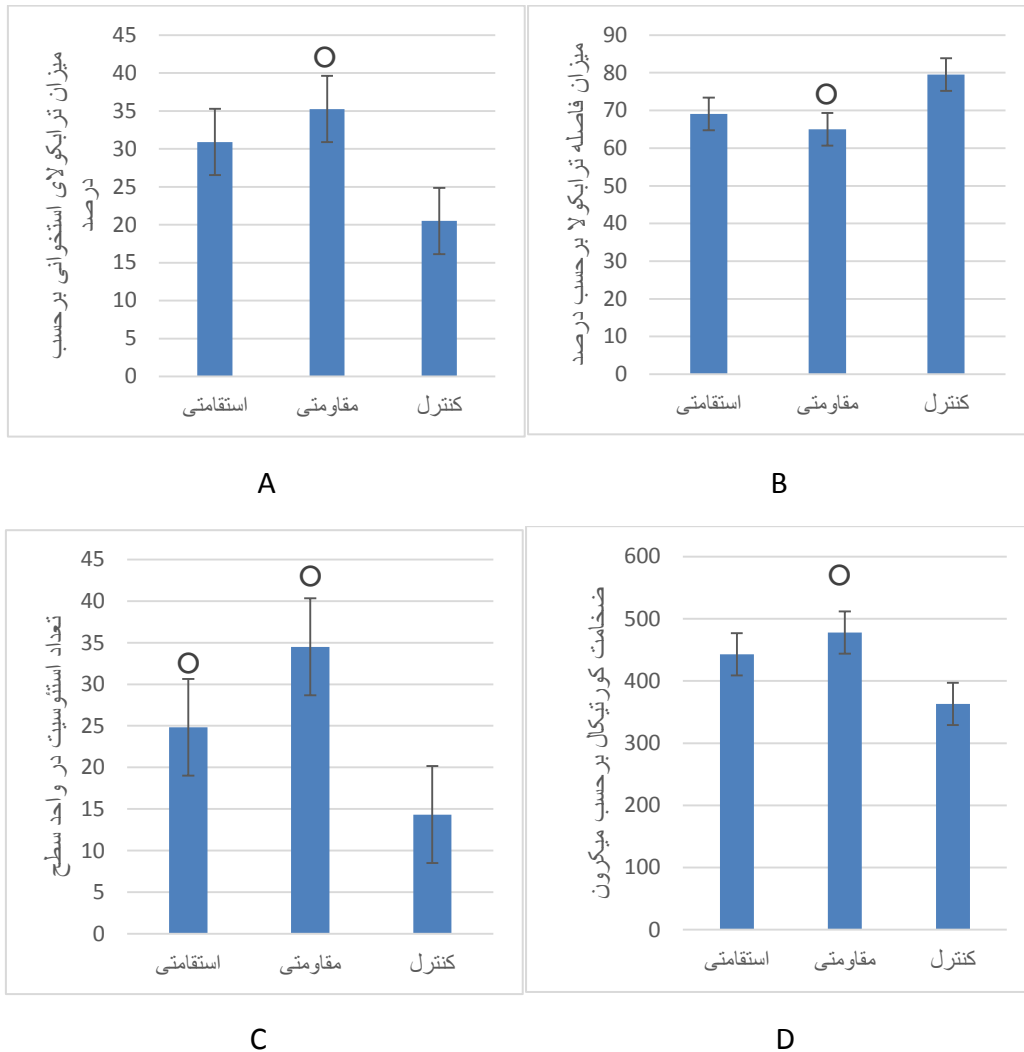 میزان ترابکولای استخوانی برحسب
درصد
45
40
35
30
25
20
15
10
5
0
استقامتی
مقاومتی
کنترل
A
میزان فاصله ترابکولا برحسب درصد
90
80
70
60
50
40
30
20
10
0
استقامتی
مقاومتی
کنترل
B
تعداد استئوسیت در واحد سطح
45
40
35
30
25
20
15
10
5
0
استقامتی
مقاومتی
کنترل
C
ضخامت کورتیکال برحسب میکرون
600
500
400
300
200
100
0
استقامتی
مقاومتی
کنترل
D